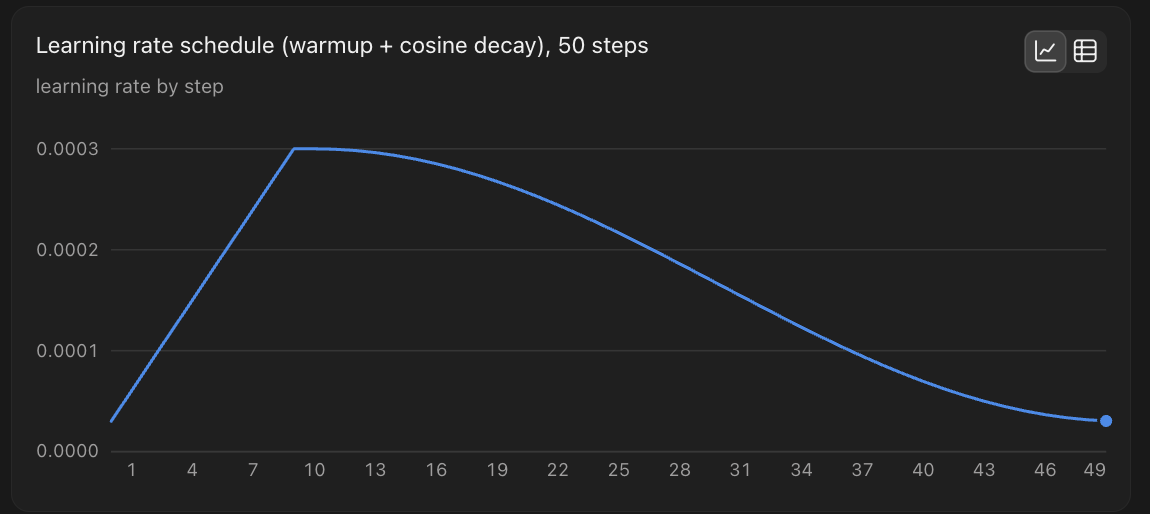 Learning rate schedule (warmup + cosine decay), 50 steps
learning rate by step
0.0003
0.0002
0.0001
0.0000
1 4 7 10 13 16 19 22 25 28 31 34 37 40 43 46 49